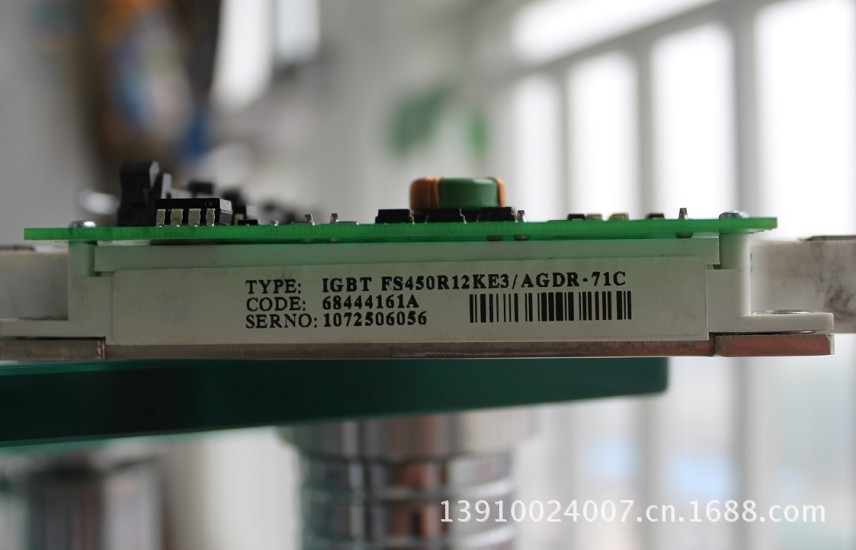 TYPE: IGBT FS450R12KE3/AGDR-71C
CODE: 68444161A
SERNO: 1072506056
13910024007.cn.1688.com